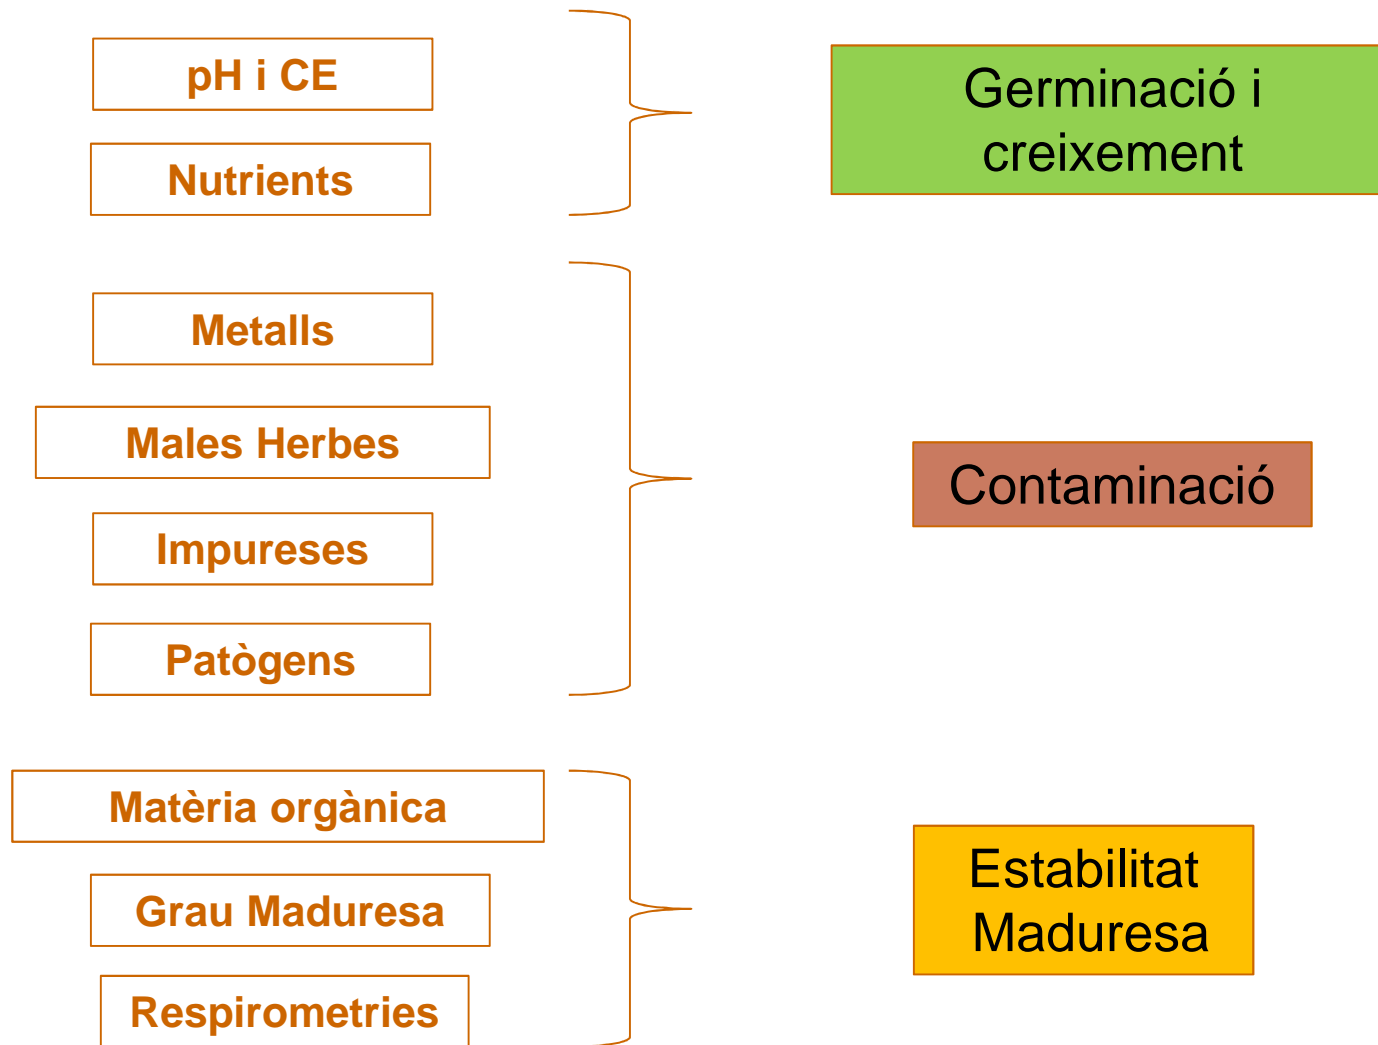 pH i CE
Nutrients
Germinació i
creixement
Metalls
Males Herbes
Impureses
Patògens
Contaminació
Matèria orgànica
Grau Maduresa
Respirometries
Estabilitat
Maduresa